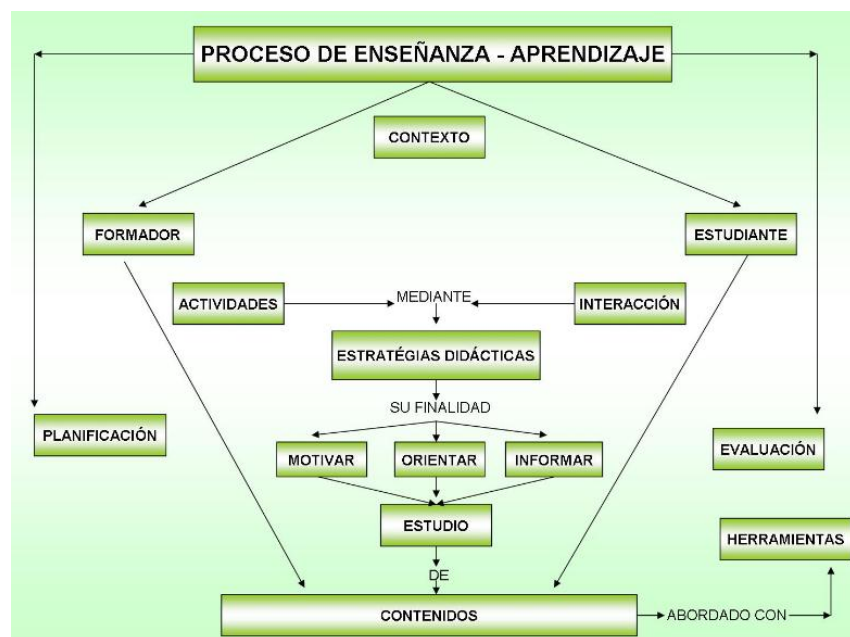 PROCESO DE ENSEÑANZA - APRENDIZAJE
CONTEXTO
FORMADOR
ESTUDIANTE
ACTIVIDADES
MEDIANTE
INTERACCIÓN
ESTRATÉGIAS DIDÁCTICAS
SU FINALIDAD
PLANIFICACIÓN
MOTIVAR
ORIENTAR
INFORMAR
EVALUACIÓN
ESTUDIO
HERRAMIENTAS
DE
CONTENIDOS
ABORDADO CON